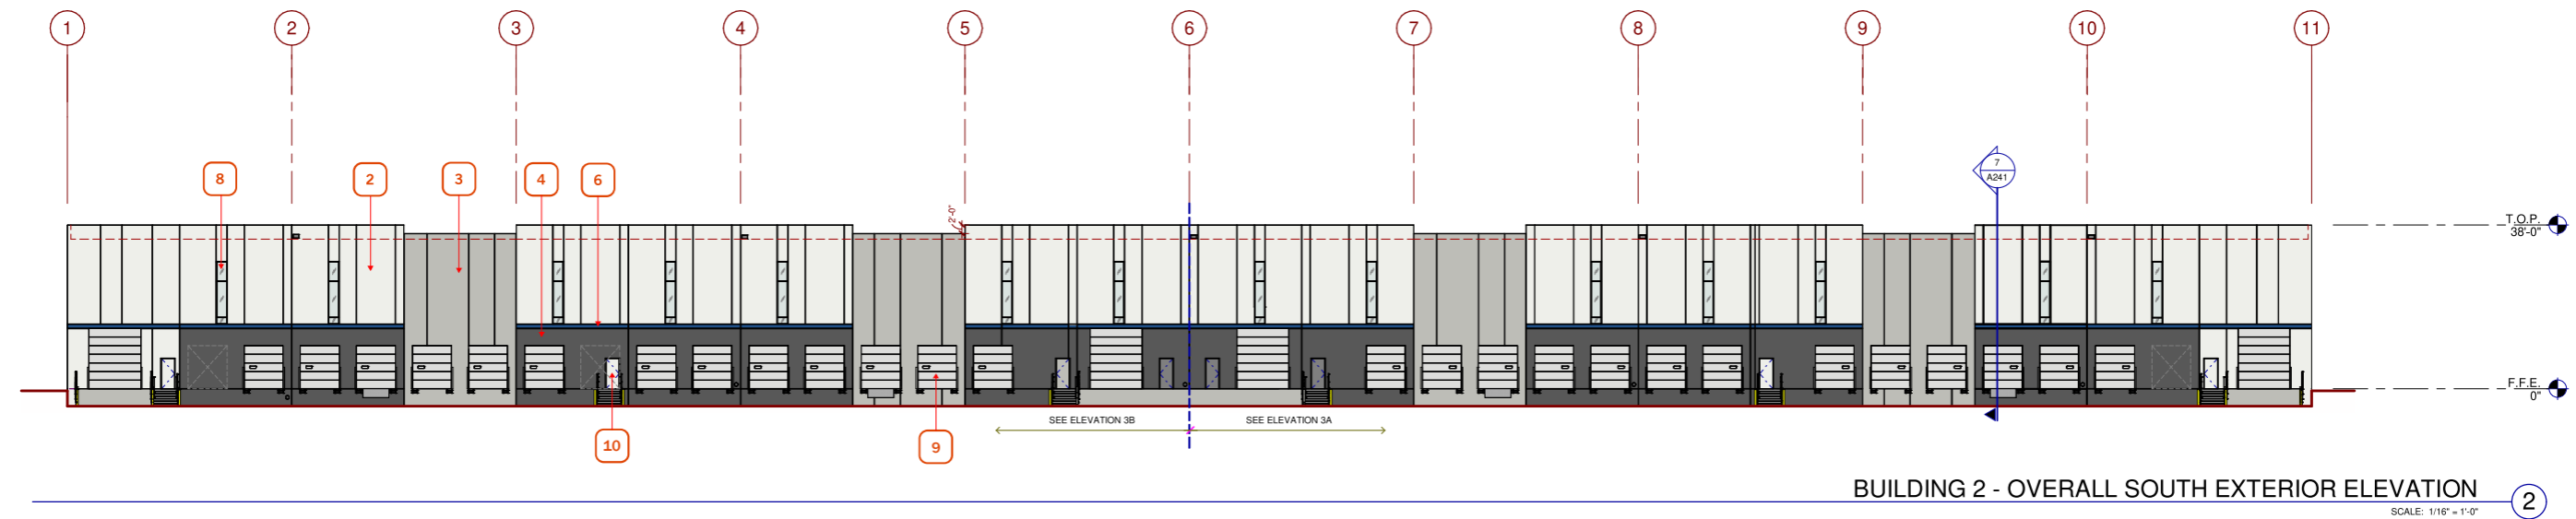 1 2 3 4 5 6 7 8 9 10 11
7
A241
8 2 3 4 6
2'-0"
T.O.P.
38'-0"
F.F.E.
0"
SEE ELEVATION 3B SEE ELEVATION 3A
10 9
BUILDING 2 - OVERALL SOUTH EXTERIOR ELEVATION 2
SCALE: 1/16" = 1'-0"